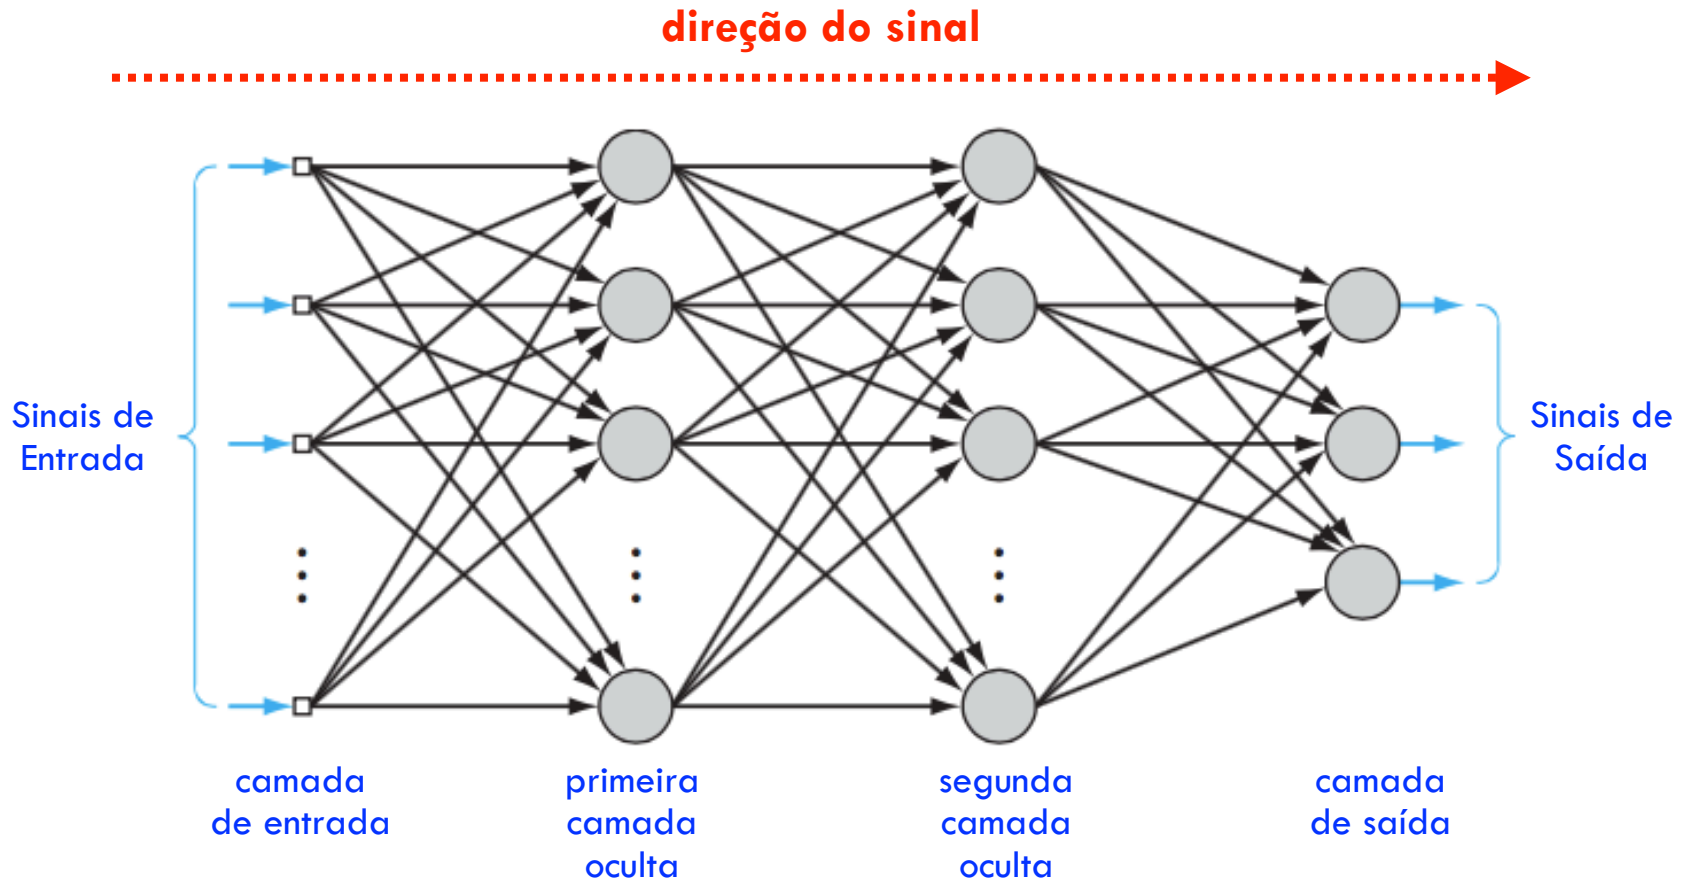 direção do sinal
Sinais de
Entrada
Sinais de
Saída
camada
de entrada
primeira
camada
oculta
segunda
camada
oculta
camada
de saída